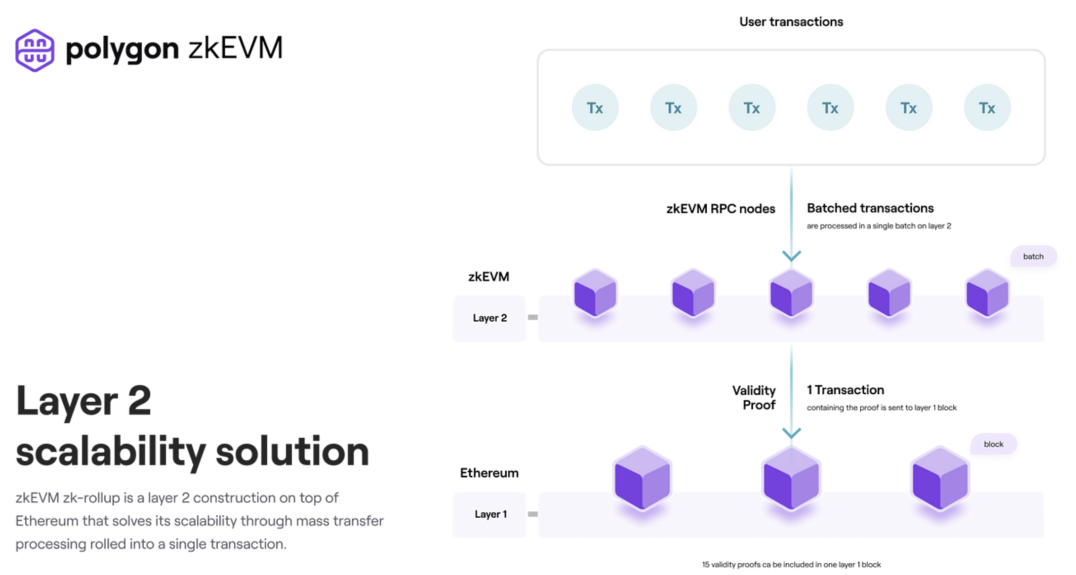 polygon zkEVM
Layer 2
scalability solution
zkEVM zk-rollup is a layer 2 construction on top of
Ethereum that solves its scalability through mass transfer
processing rolled into a single transaction.
User transactions
Tx Tx Tx Tx Tx Tx
zkEVM RPC nodes
Batched transactions
are processed in a single batch on layer 2
batch
zkEVM
Layer 2
Validity
Proof
1 Transaction
containing the proof is sent to layer 1 block
block
Ethereum
Layer 1
15 validity proofs ca be included in one layer 1 block